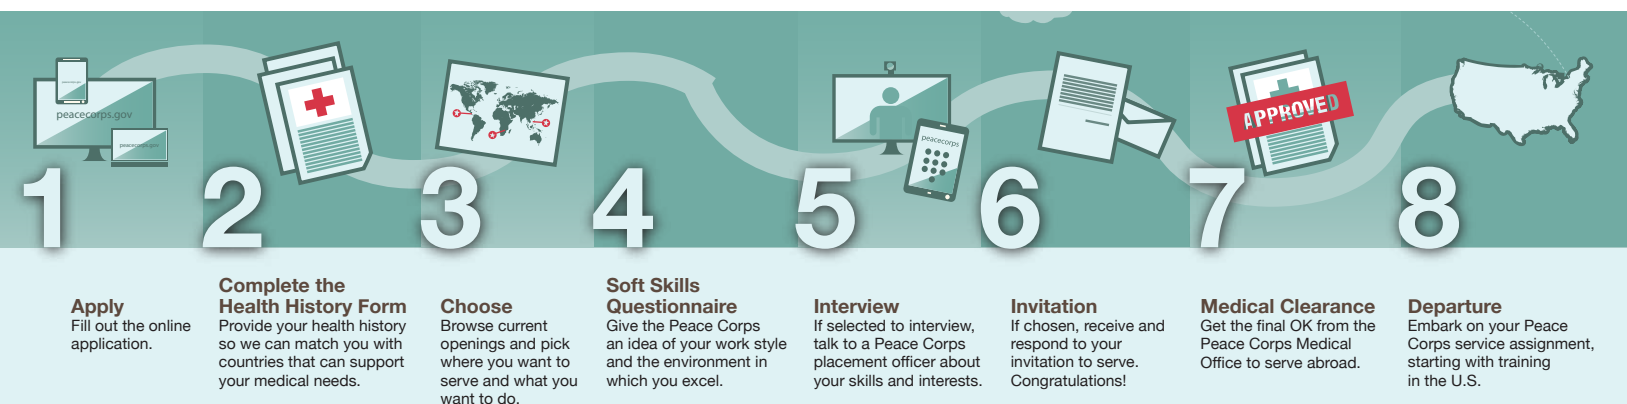 peacecorps.gov
peacecorps.gov
peacecorps
APPROVED
1
2
3
4
5
6
7
8
Apply
Fill out the online
application.
Complete the
Health History Form
Provide your health history
so we can match you with
countries that can support
your medical needs.
Choose
Browse current
openings and pick
where you want to
serve and what you
want to do.
Soft Skills
Questionnaire
Give the Peace Corps
an idea of your work style
and the environment in
which you excel.
Interview
If selected to interview,
talk to a Peace Corps
placement officer about
your skills and interests.
Invitation
If chosen, receive and
respond to your
invitation to serve.
Congratulations!
Medical Clearance
Get the final OK from the
Peace Corps Medical
Office to serve abroad.
Departure
Embark on your Peace
Corps service assignment,
starting with training
in the U.S.